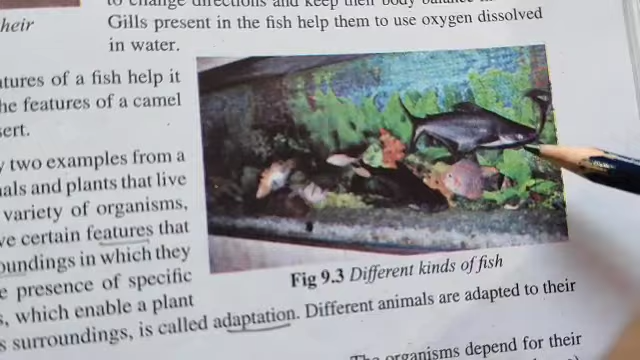 to change directions and keep their body balance
their
Gills present in the fish help them to use oxygen dissolved
in water.
atures of a fish help it
he features of a camel
sert.
y two examples from a
als and plants that live
variety of organisms,
ve certain features that
oundings in which they
e presence of specific
s, which enable a plant
s surroundings, is called adaptation. Different animals are adapted to their
Fig 9.3 Different kinds of fish
The organisms depend for their